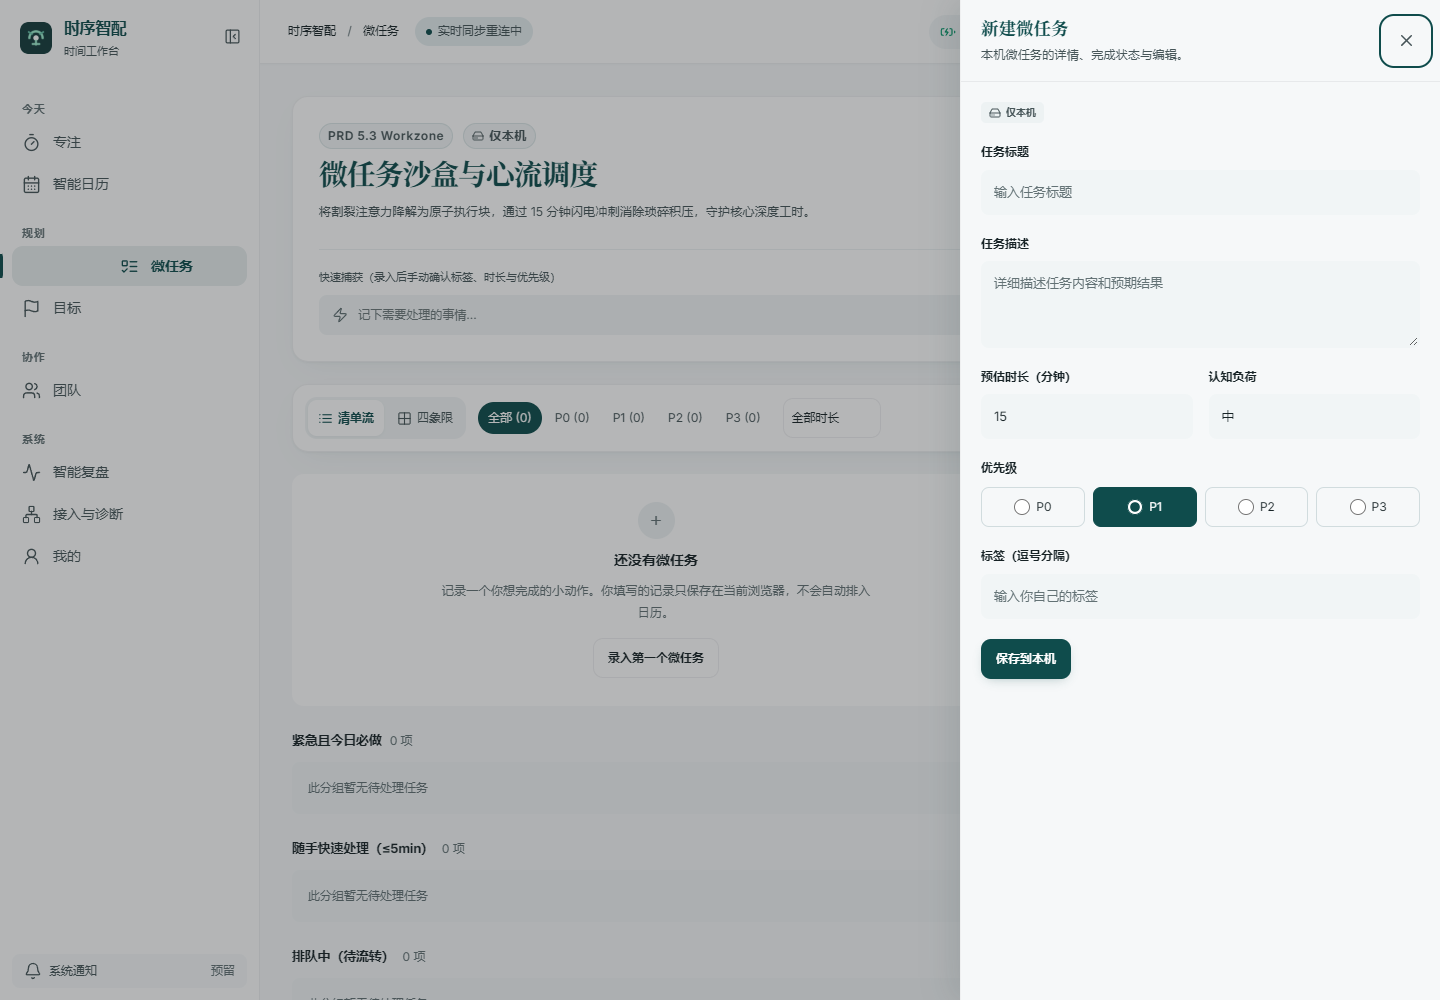 时序智配
时间工作台
今天
专注
智能日历
规划
微任务
目标
协作
团队
系统
智能复盘
接入与诊断
我的
系统通知 预留
时序智配 / 微任务 实时同步重连中
PRD 5.3 Workzone 仅本机
微任务沙盒与心流调度
将割裂注意力降解为原子执行块，通过 15 分钟闪电冲刺消除琐碎积压，守护核心深度工时。
快速捕获（录入后手动确认标签、时长与优先级）
记下需要处理的事情...
清单流 四象限 全部 (0) P0 (0) P1 (0) P2 (0) P3 (0) 全部时长
还没有微任务
记录一个你想完成的小动作。你填写的记录只保存在当前浏览器，不会自动排入
日历。
录入第一个微任务
紧急且今日必做 0 项
此分组暂无待处理任务
随手快速处理（≤5min） 0 项
此分组暂无待处理任务
排队中（待流转） 0 项
新建微任务
本机微任务的详情、完成状态与编辑。
仅本机
任务标题
输入任务标题
任务描述
详细描述任务内容和预期结果
预估时长（分钟） 认知负荷
15 中
优先级
P0 P1 P2 P3
标签（逗号分隔）
输入你自己的标签
保存到本机